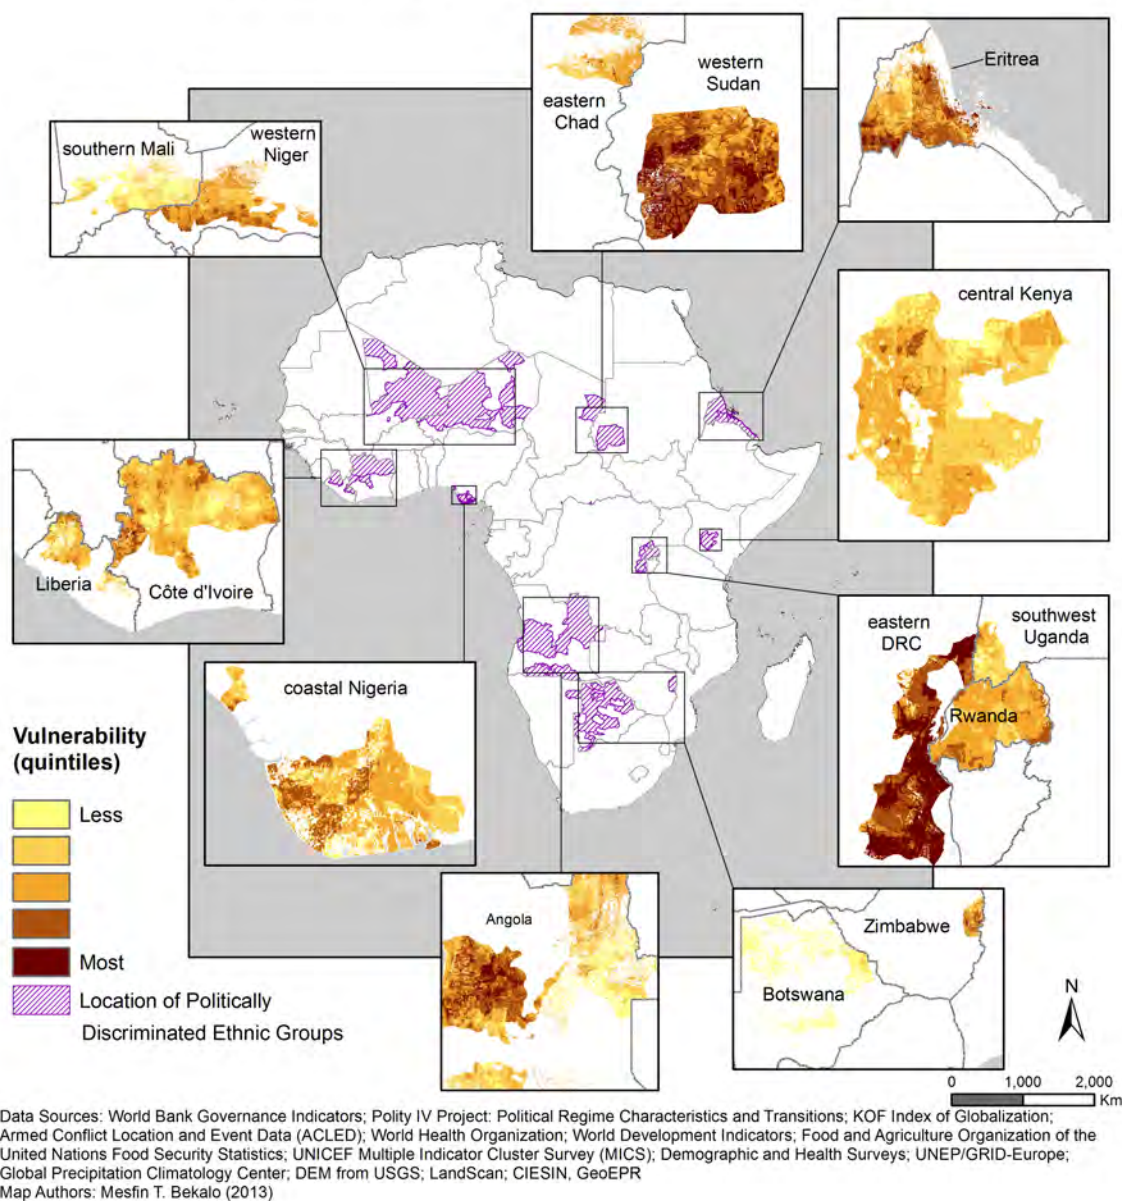 western
Sudan
eastern
Chad
Eritrea
southern Mali
western
Niger
central Kenya
Liberia
Côte d'Ivoire
eastern
DRC
southwest
Uganda
Rwanda
coastal Nigeria
Vulnerability
(quintiles)
Less
Most
Location of Politically
Discriminated Ethnic Groups
Angola
Zimbabwe
Botswana
N
0 1,000 2,000
Km
Data Sources: World Bank Governance Indicators; Polity IV Project: Political Regime Characteristics and Transitions; KOF Index of Globalization;
Armed Conflict Location and Event Data (ACLED); World Health Organization; World Development Indicators; Food and Agriculture Organization of the
United Nations Food Security Statistics; UNICEF Multiple Indicator Cluster Survey (MICS); Demographic and Health Surveys; UNEP/GRID-Europe;
Global Precipitation Climatology Center; DEM from USGS; LandScan; CIESIN, GeoEPR
Map Authors: Mesfin T. Bekalo (2013)